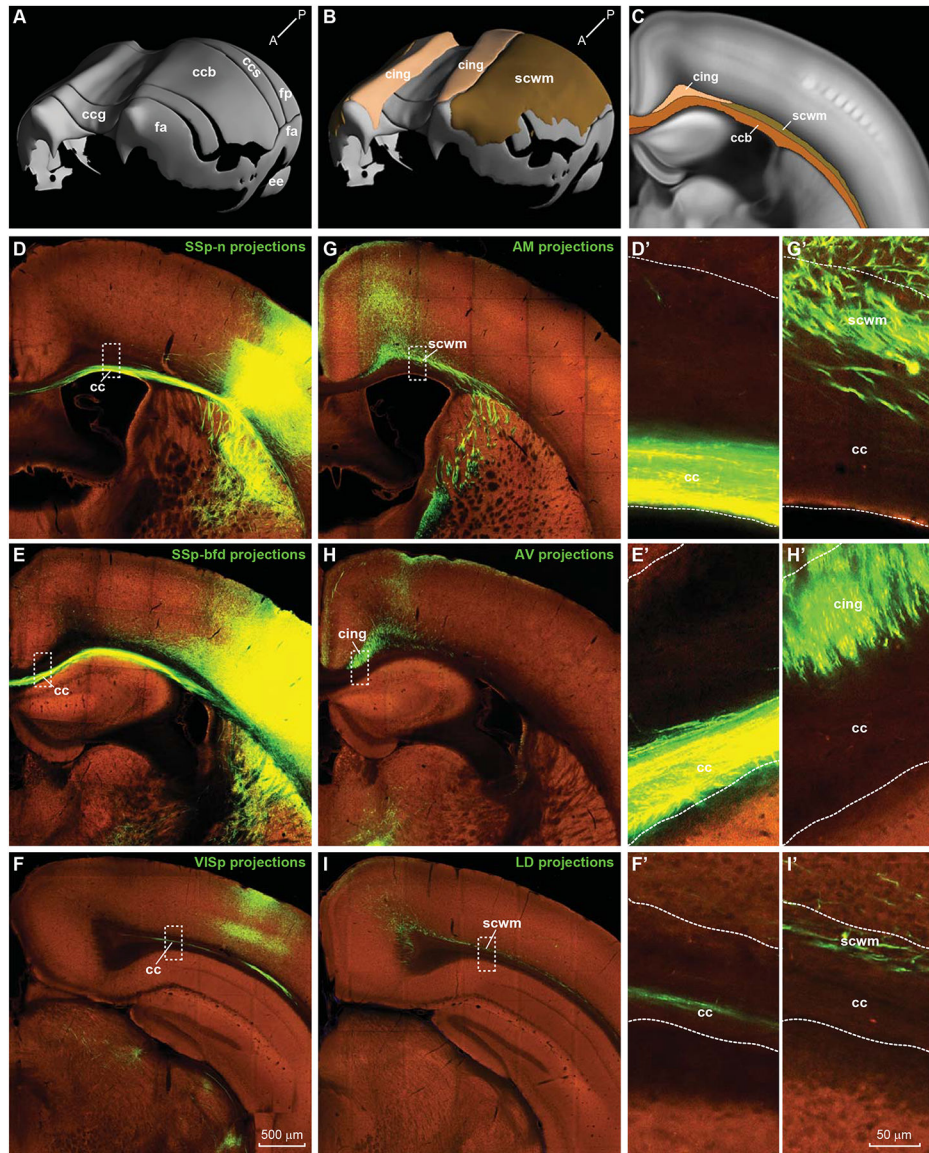 A
P
A
ccb
ccs
fp
ccg
fa
fa
ee
B
P
A
cing
cing
scwm
C
cing
scwm
ccb
D
SSp-n projections
cc
G
AM projections
scwm
D’
cc
G’
scwm
cc
E
SSp-bfd projections
cc
H
AV projections
cing
E’
cc
H’
cing
cc
F
VISp projections
cc
500 µm
I
LD projections
scwm
F’
cc
I’
scwm
cc
50 µm